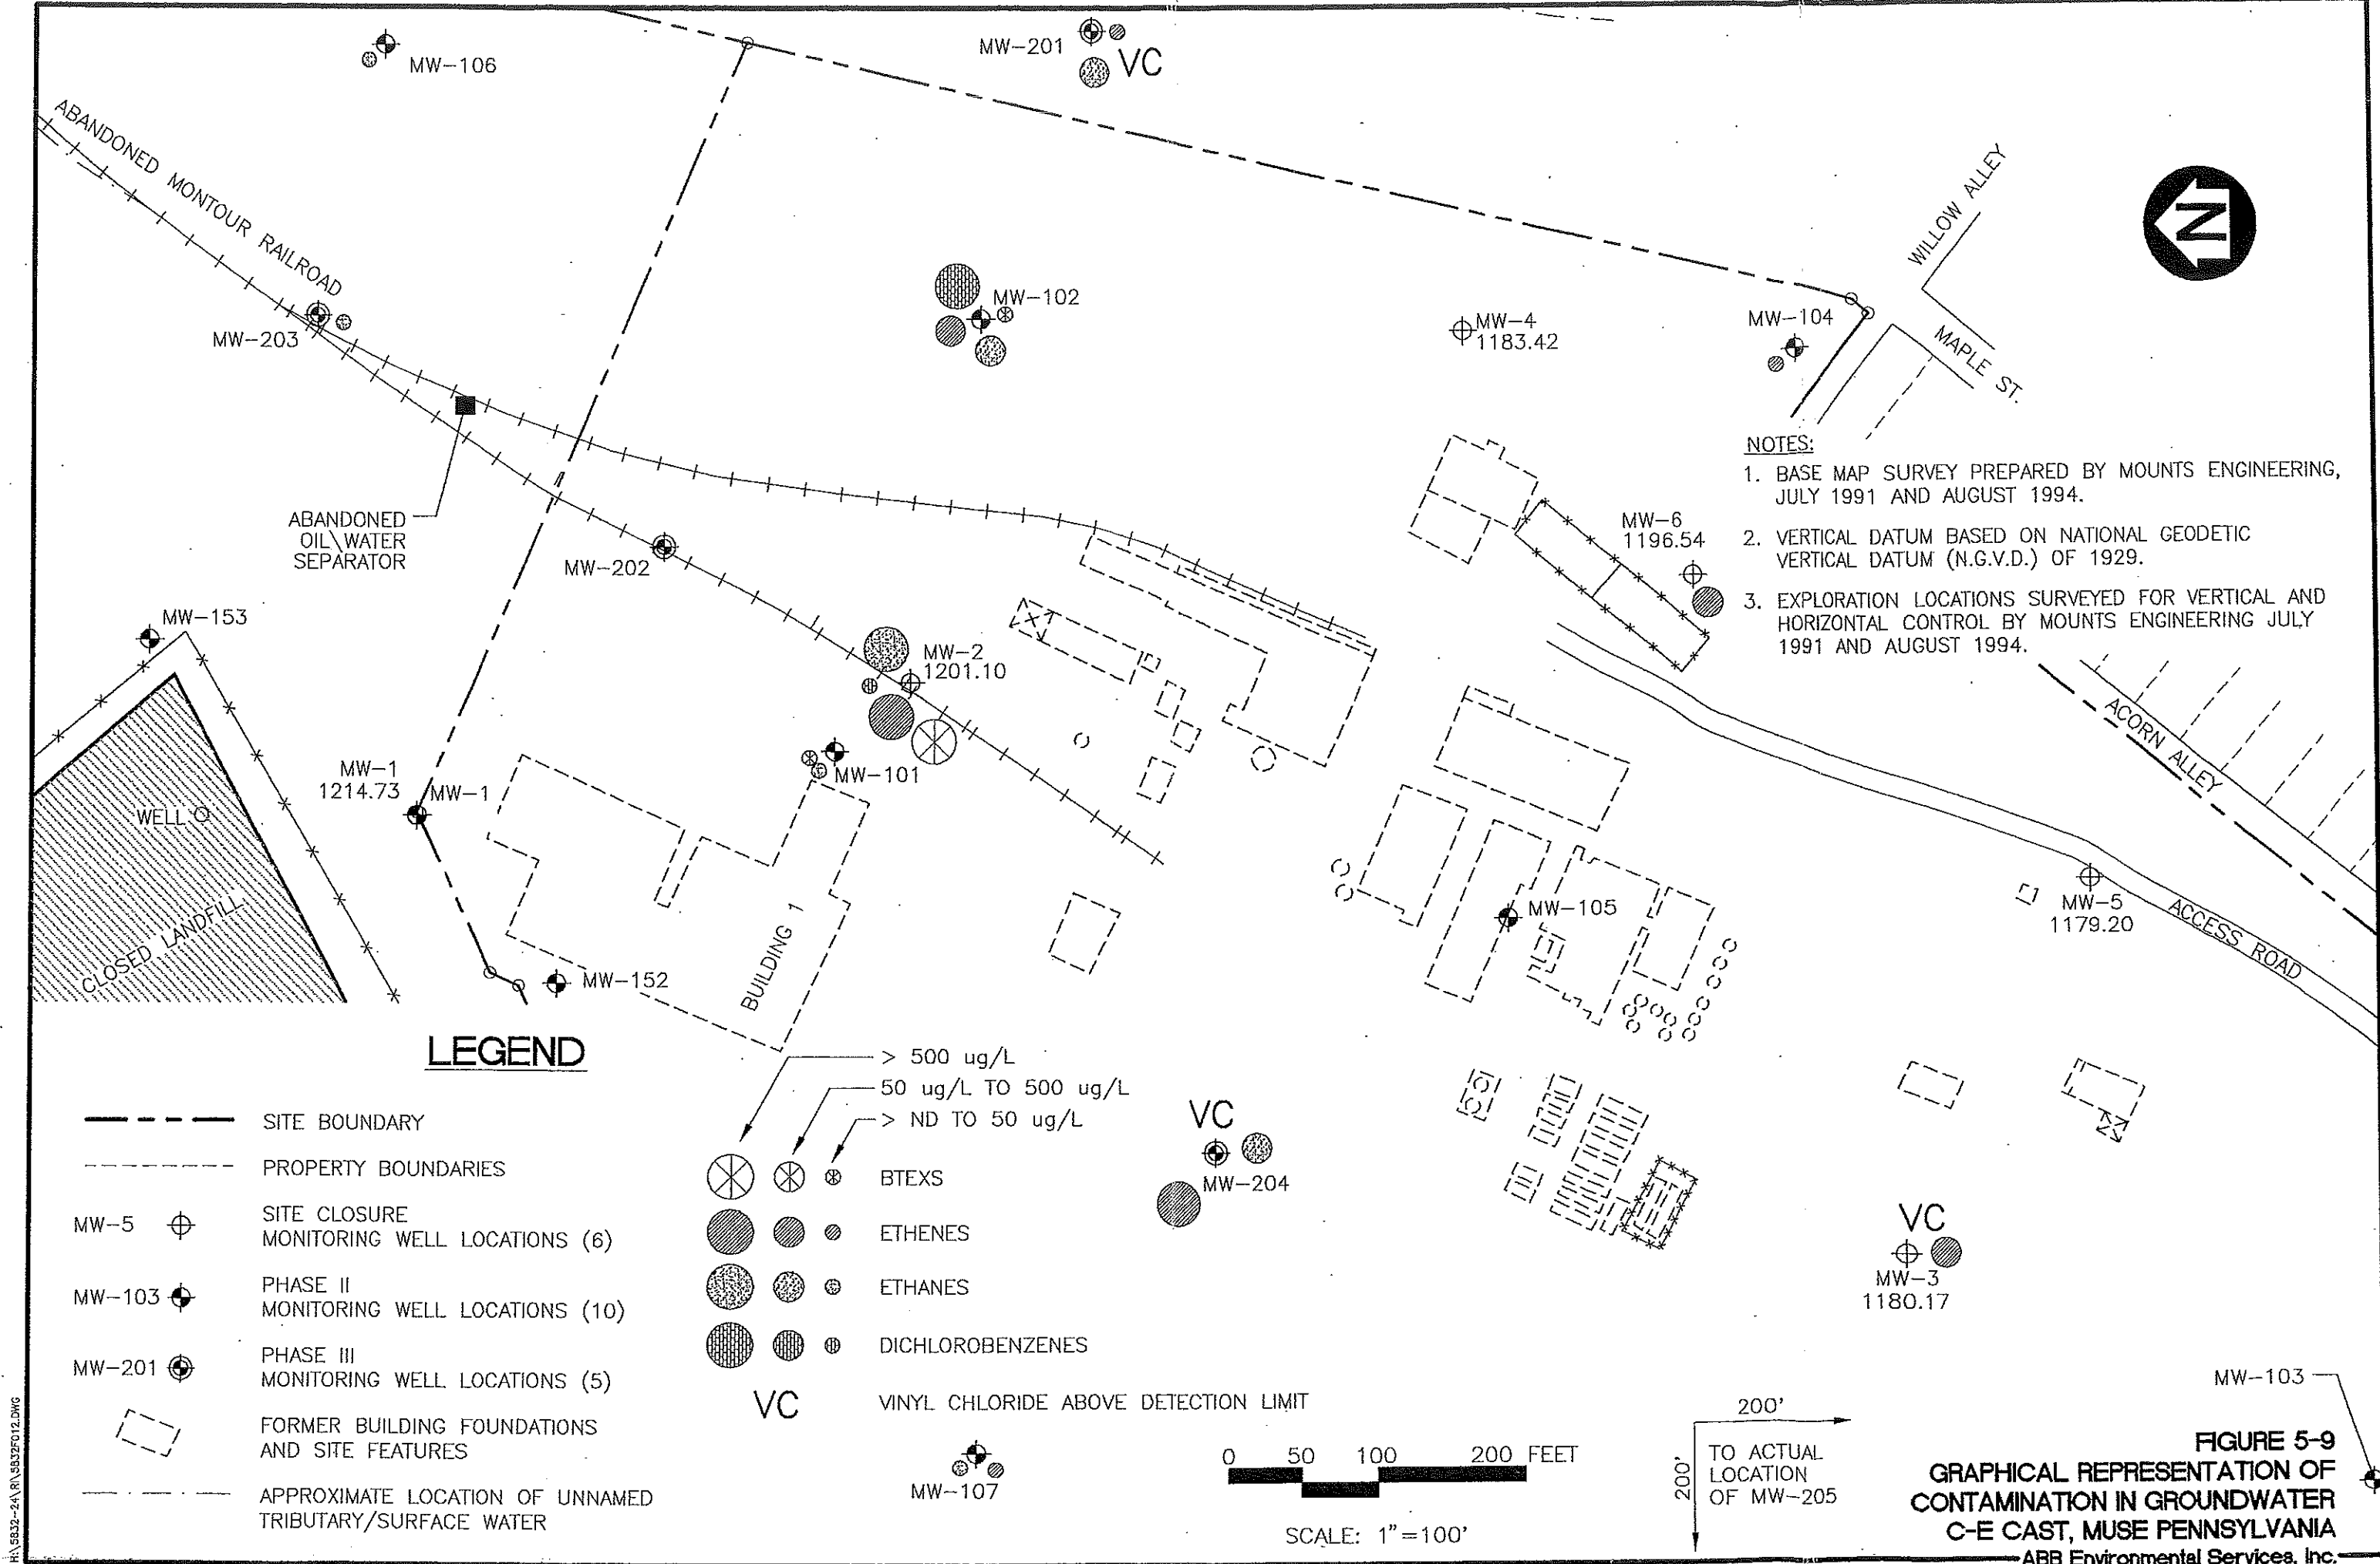 MW-106
MW-201
VC
ABANDONED MONTOUR RAILROAD
WILLOW ALLEY
N
MW-203
MW-102
MW-4
1183.42
MW-104
MAPLE ST.
NOTES:
1. BASE MAP SURVEY PREPARED BY MOUNTS ENGINEERING,
JULY 1991 AND AUGUST 1994.
2. VERTICAL DATUM BASED ON NATIONAL GEODETIC
VERTICAL DATUM (N.G.V.D.) OF 1929.
3. EXPLORATION LOCATIONS SURVEYED FOR VERTICAL AND
HORIZONTAL CONTROL BY MOUNTS ENGINEERING JULY
1991 AND AUGUST 1994.
ABANDONED
OIL\WATER
SEPARATOR
MW-202
MW-6
1196.54
MW-153
MW-2
1201.10
MW-101
MW-1
1214.73
MW-1
WELL
CLOSED LANDFILL
MW-152
BUILDING 1
MW-105
ACORN ALLEY
MW-5
1179.20
ACCESS ROAD
LEGEND
SITE BOUNDARY
PROPERTY BOUNDARIES
MW-5
SITE CLOSURE
MONITORING WELL LOCATIONS (6)
MW-103
PHASE II
MONITORING WELL LOCATIONS (10)
MW-201
PHASE III
MONITORING WELL LOCATIONS (5)
FORMER BUILDING FOUNDATIONS
AND SITE FEATURES
APPROXIMATE LOCATION OF UNNAMED
TRIBUTARY/SURFACE WATER
> 500 ug/L
50 ug/L TO 500 ug/L
> ND TO 50 ug/L
BTEXS
ETHENES
ETHANES
DICHLOROBENZENES
VC
VINYL CHLORIDE ABOVE DETECTION LIMIT
VC
MW-204
VC
MW-3
1180.17
MW-107
0 50 100 200 FEET
SCALE: 1"=100'
200'
200'
TO ACTUAL
LOCATION
OF MW-205
MW-103
FIGURE 5-9
GRAPHICAL REPRESENTATION OF
CONTAMINATION IN GROUNDWATER
C-E CAST, MUSE PENNSYLVANIA
ABB Environmental Services, Inc.
H:\5832-24\RI\5832F012.DWG